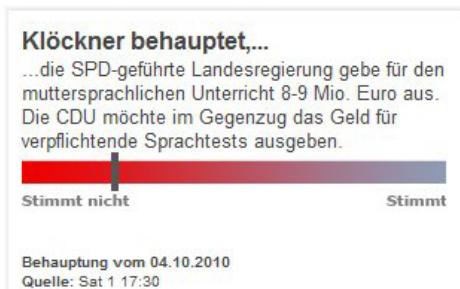 Klöckner behauptet,...
...die SPD-geführte Landesregierung gebe für den
muttersprachlichen Unterricht 8-9 Mio. Euro aus.
Die CDU möchte im Gegenzug das Geld für
verpflichtende Sprachtests ausgeben.
Stimmt nicht Stimmt
Behauptung vom 04.10.2010
Quelle: Sat 1 17:30